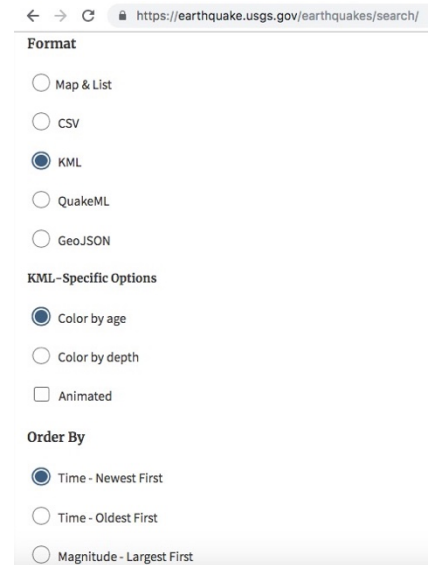 https://earthquake.usgs.gov/earthquakes/search/
Format
Map & List
CSV
KML
QuakeML
GeoJSON
KML-Specific Options
Color by age
Color by depth
Animated
Order By
Time - Newest First
Time - Oldest First
Magnitude - Largest First